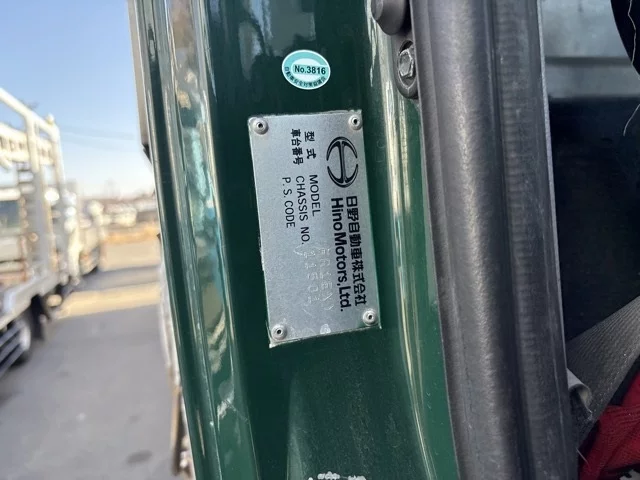 No.3816
日野自動車株式会社
Hino Motors, Ltd.
型式 MODEL
車台番号 CHASSIS NO.
P.S.CODE